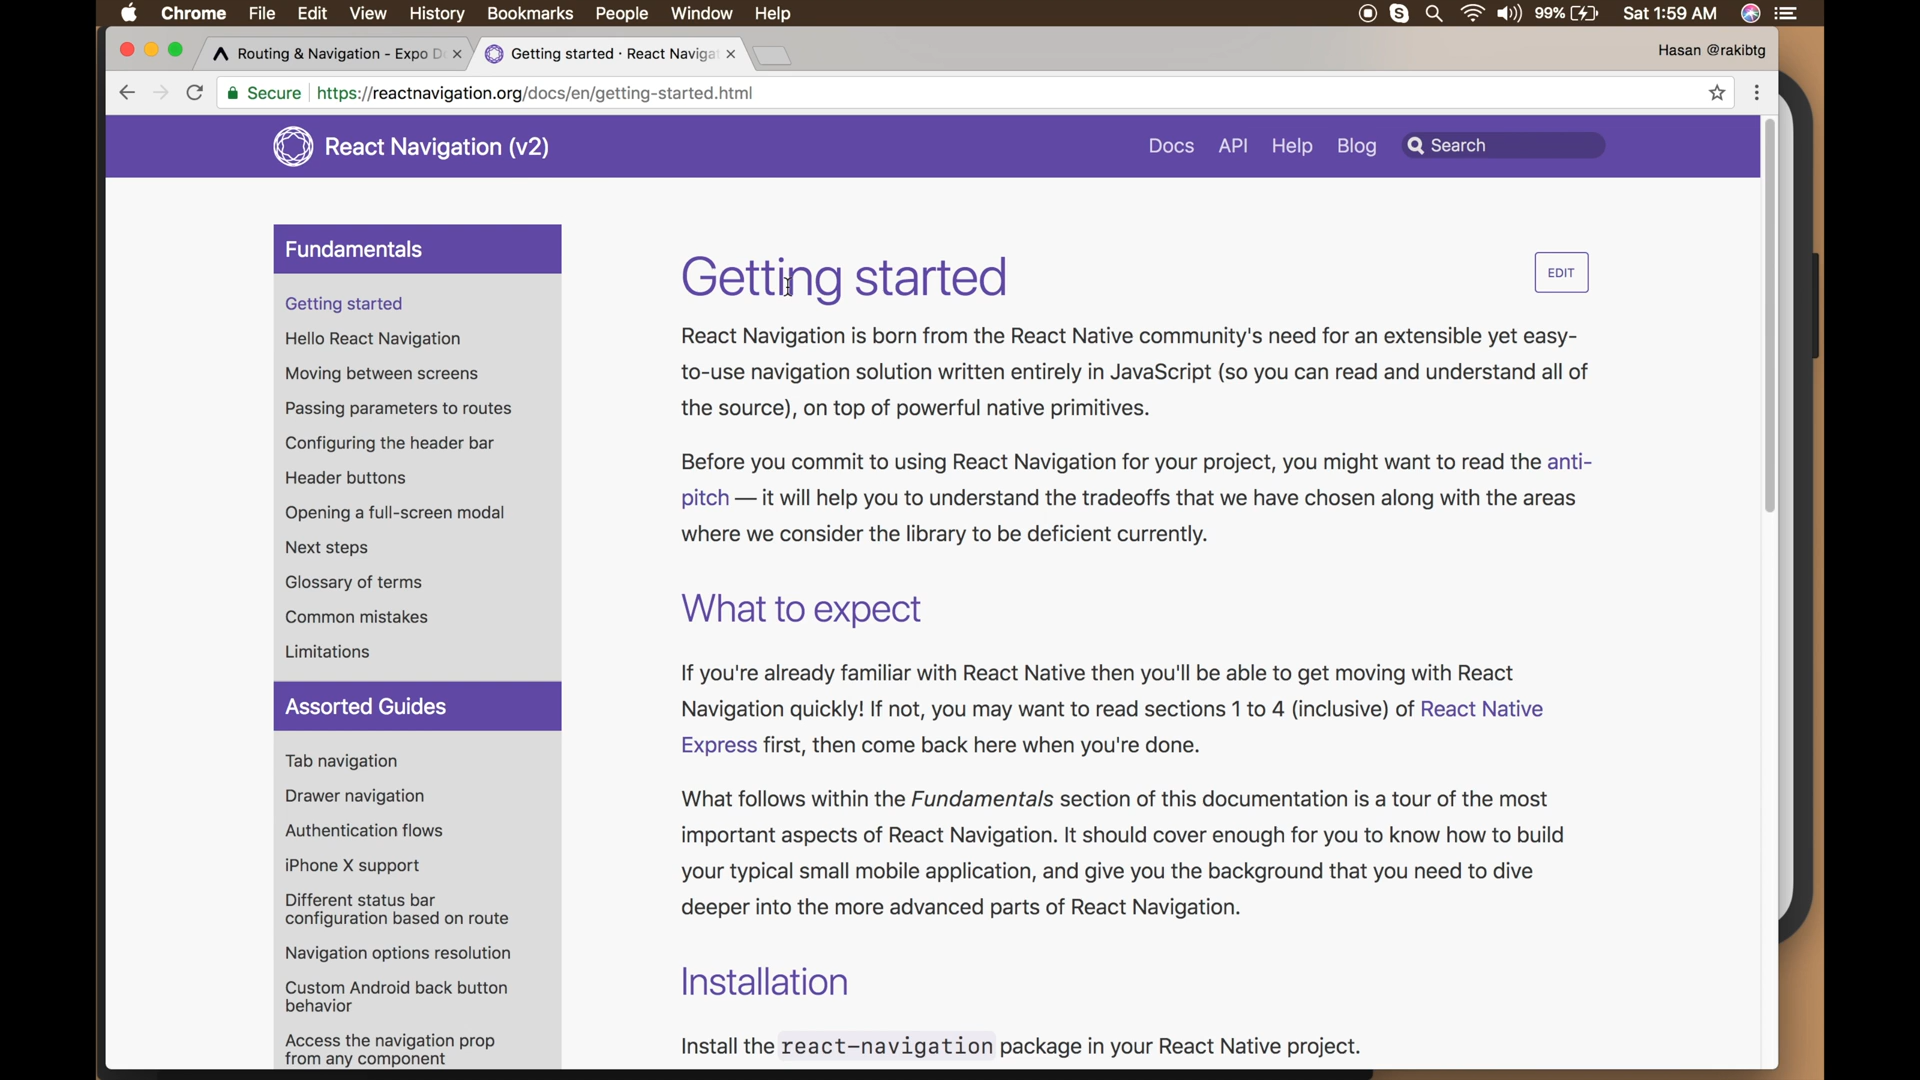 Chrome File Edit View History Bookmarks People Window Help 99% Sat 1:59 AM
Routing & Navigation - Expo D Getting started · React Naviga Hasan @rakibtg
Secure https://reactnavigation.org/docs/en/getting-started.html
React Navigation (v2) Docs API Help Blog Search
Fundamentals
Getting started
Hello React Navigation
Moving between screens
Passing parameters to routes
Configuring the header bar
Header buttons
Opening a full-screen modal
Next steps
Glossary of terms
Common mistakes
Limitations
Assorted Guides
Tab navigation
Drawer navigation
Authentication flows
iPhone X support
Different status bar
configuration based on route
Navigation options resolution
Custom Android back button
behavior
Access the navigation prop
from any component
Getting started
EDIT
React Navigation is born from the React Native community's need for an extensible yet easy-
to-use navigation solution written entirely in JavaScript (so you can read and understand all of
the source), on top of powerful native primitives.
Before you commit to using React Navigation for your project, you might want to read the anti-
pitch — it will help you to understand the tradeoffs that we have chosen along with the areas
where we consider the library to be deficient currently.
What to expect
If you're already familiar with React Native then you'll be able to get moving with React
Navigation quickly! If not, you may want to read sections 1 to 4 (inclusive) of React Native
Express first, then come back here when you're done.
What follows within the Fundamentals section of this documentation is a tour of the most
important aspects of React Navigation. It should cover enough for you to know how to build
your typical small mobile application, and give you the background that you need to dive
deeper into the more advanced parts of React Navigation.
Installation
Install the react-navigation package in your React Native project.